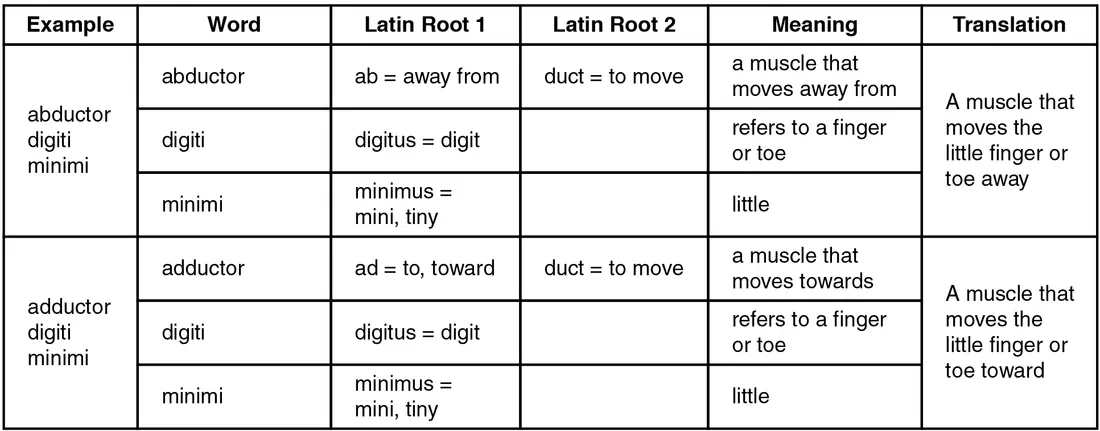 Example Word Latin Root 1 Latin Root 2 Meaning Translation
abductor
digiti
minimi
abductor
ab = away from
duct = to move
a muscle that
moves away from
A muscle that
moves the
little finger or
toe away
digiti
digitus = digit
refers to a finger
or toe
minimi
minimus =
mini, tiny
little
adductor
digiti
minimi
adductor
ad = to, toward
duct = to move
a muscle that
moves towards
A muscle that
moves the
little finger or
toe toward
digiti
digitus = digit
refers to a finger
or toe
minimi
minimus =
mini, tiny
little